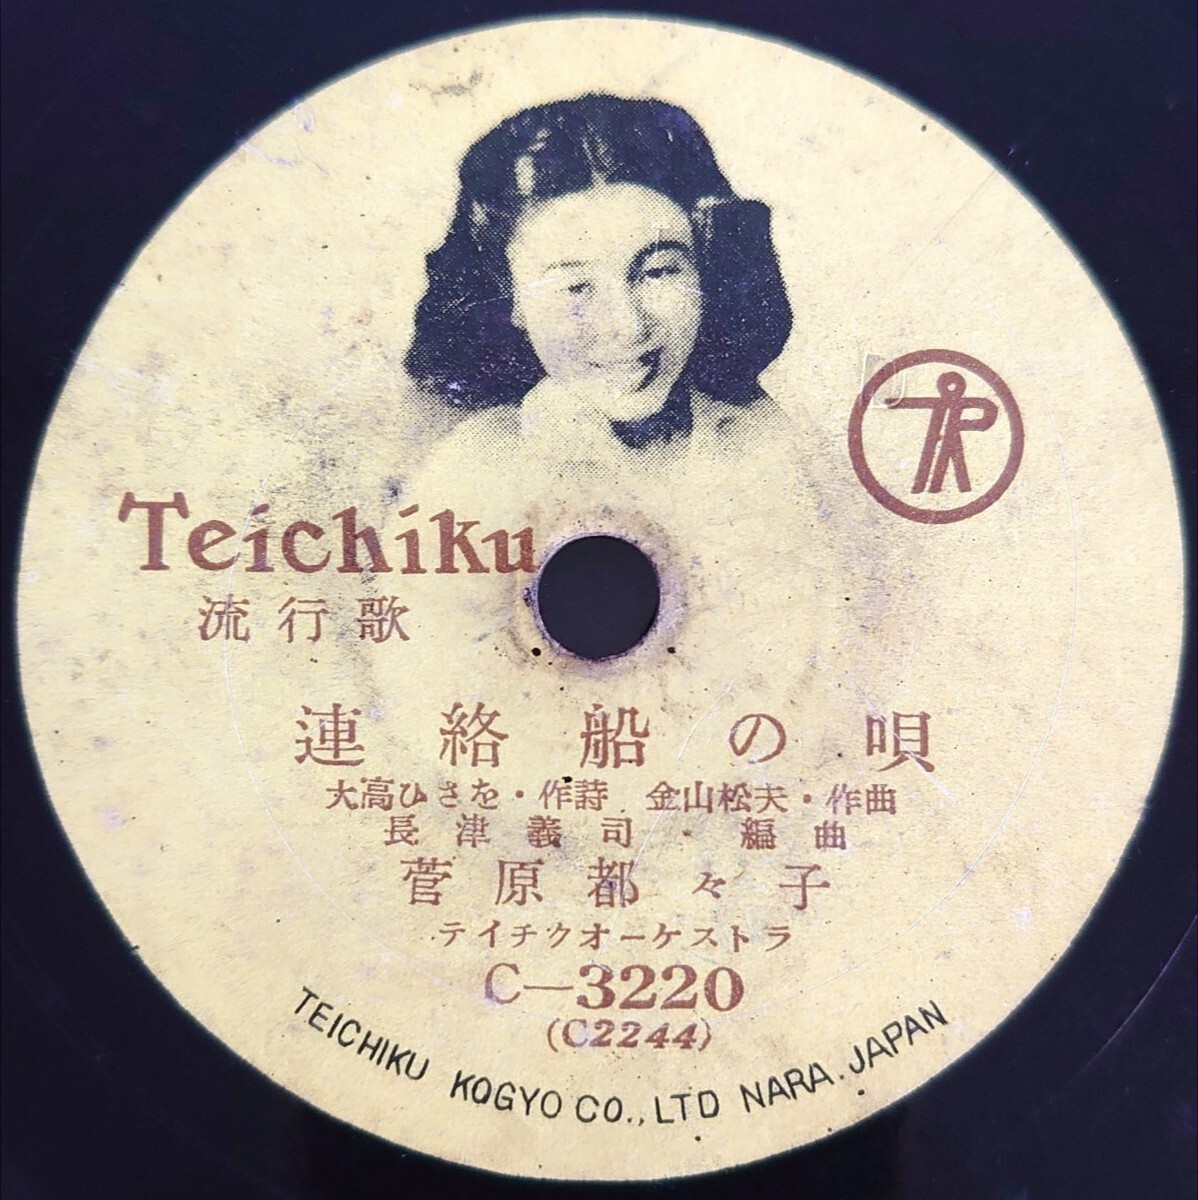 Teichiku
流行歌
連絡船の唄
大高ひさを・作詩 金山松夫・作曲
長津義司・編曲
菅原都々子
テイチクオーケストラ
C—3220
(C2244)
TEICHIKU KOGYO CO., LTD NARA. JAPAN